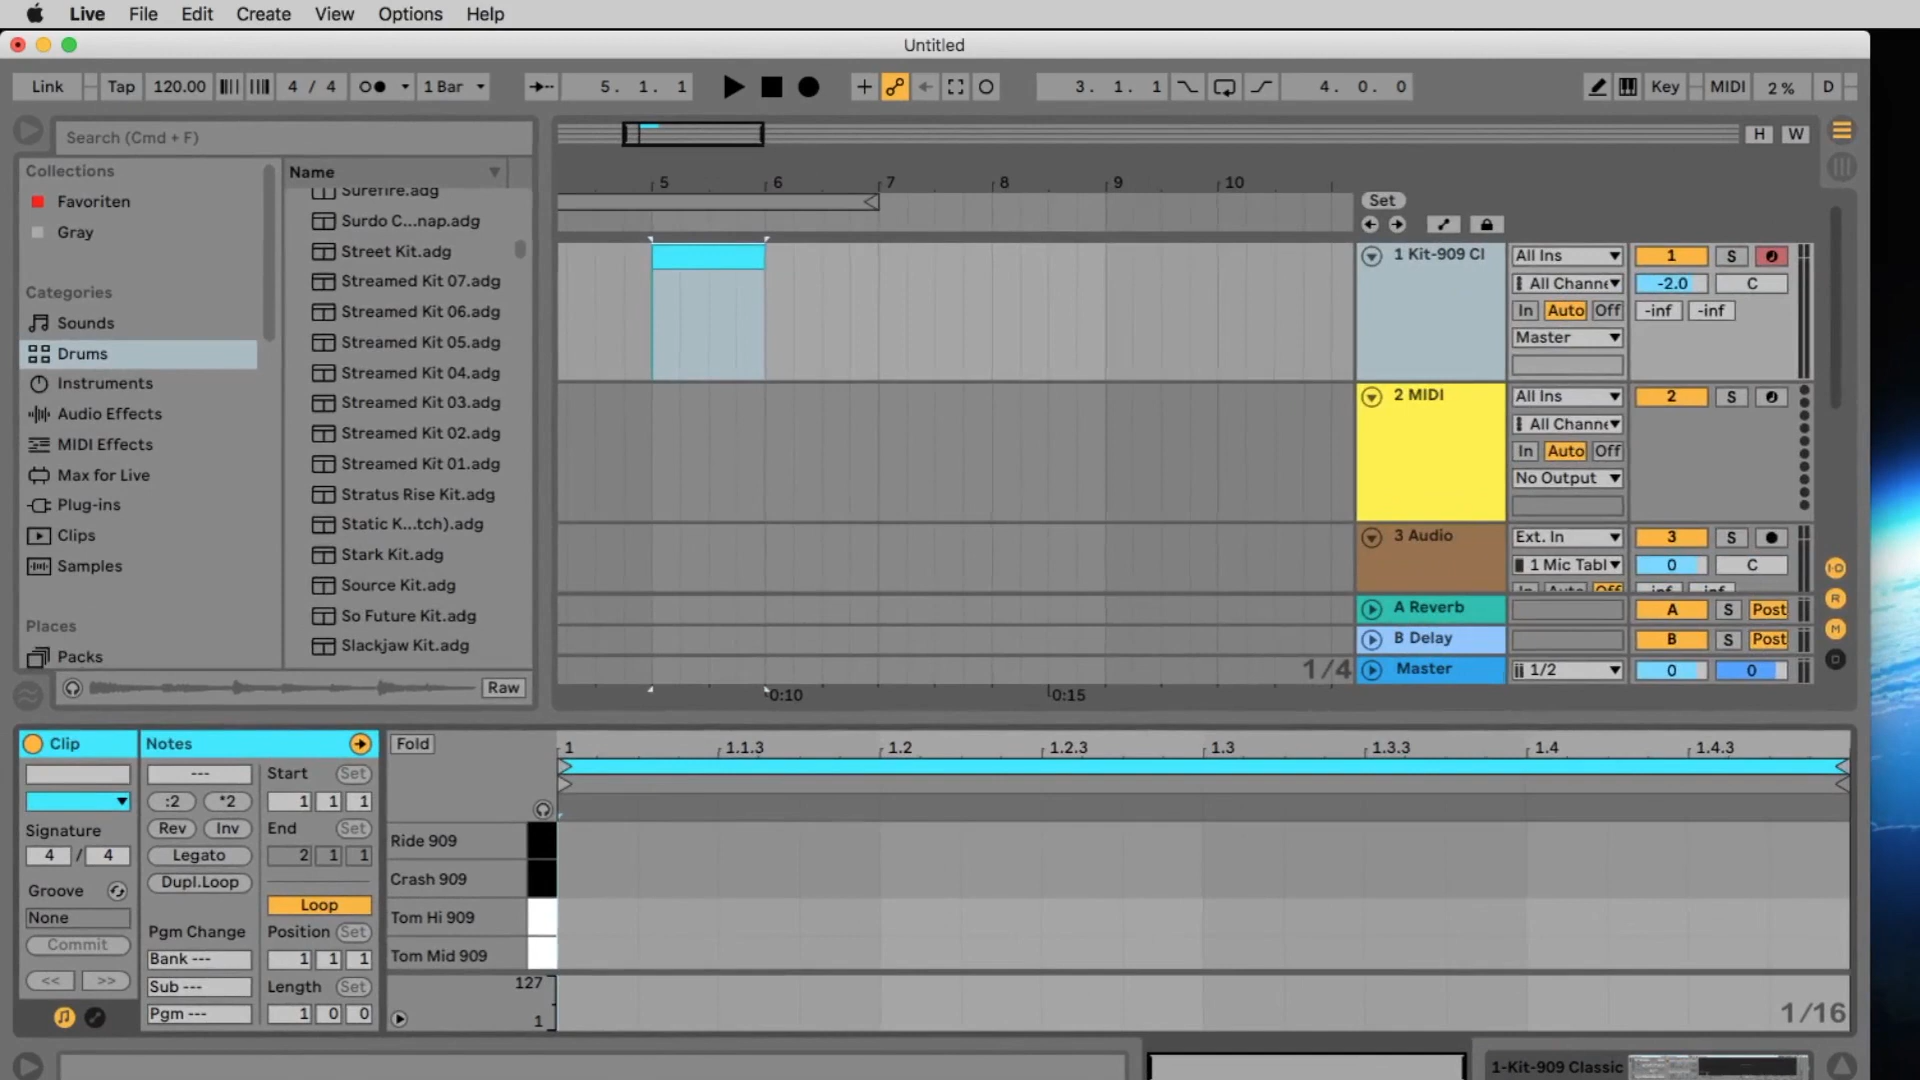 Live File Edit Create View Options Help
Untitled
Link Tap 120.00 4 / 4 1 Bar 5. 1. 1 3. 1. 1 4. 0. 0 Key MIDI 2 % D
Search (Cmd + F)
H W
Collections
Favoriten
Gray
Categories
Sounds
Drums
Instruments
Audio Effects
MIDI Effects
Max for Live
Plug-ins
Clips
Samples
Places
Packs
Name
Surefire.adg
Surdo C...nap.adg
Street Kit.adg
Streamed Kit 07.adg
Streamed Kit 06.adg
Streamed Kit 05.adg
Streamed Kit 04.adg
Streamed Kit 03.adg
Streamed Kit 02.adg
Streamed Kit 01.adg
Stratus Rise Kit.adg
Static K...tch).adg
Stark Kit.adg
Source Kit.adg
So Future Kit.adg
Slackjaw Kit.adg
Raw
5 6 7 8 9 10
Set
1 Kit-909 Cl All Ins 1 S
All Channe -2.0 C
In Auto Off -inf -inf
Master
2 MIDI All Ins 2 S
All Channe
In Auto Off
No Output
3 Audio Ext. In 3 S
1 Mic Tabl 0 C
In Auto Off -inf -inf
A Reverb A S Post
B Delay B S Post
1/4 Master 1/2 0 0
0:10 0:15
I·O
R
M
D
Clip
Signature
4 / 4
Groove
None
Commit
<< >>
Notes
---
:2 *2
Rev Inv
Legato
Dupl.Loop
Pgm Change
Bank ---
Sub ---
Pgm ---
Start Set
1 1 1
End Set
2 1 1
Loop
Position Set
1 1 1
Length Set
1 0 0
Fold
1 1.1.3 1.2 1.2.3 1.3 1.3.3 1.4 1.4.3
Ride 909
Crash 909
Tom Hi 909
Tom Mid 909
127
1
1/16
1-Kit-909 Classic